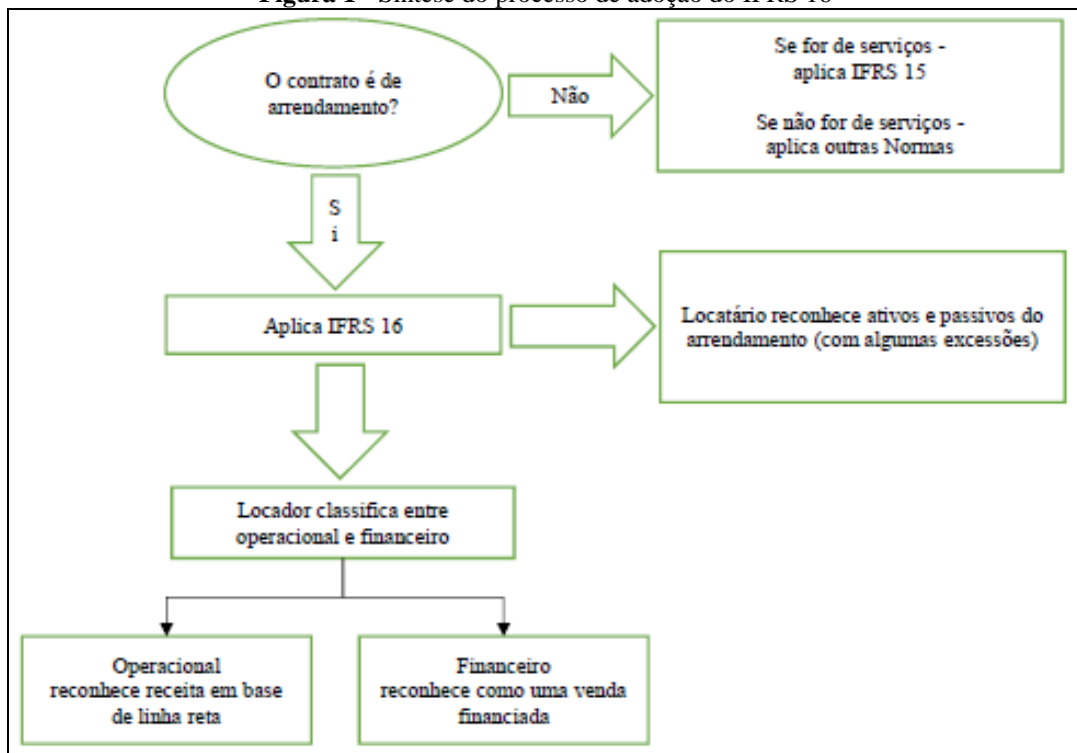 Figura 1 - Síntese do processo de adoção do IFRS 16
O contrato é de
arrendamento?
Não
Se for de serviços -
aplica IFRS 15
Se não for de serviços -
aplica outras Normas
S
i
Aplica IFRS 16
Locatário reconhece ativos e passivos do
arrendamento (com algumas excessões)
Locador classifica entre
operacional e financeiro
Operacional
reconhece receita em base
de linha reta
Financeiro
reconhece como uma venda
financiada